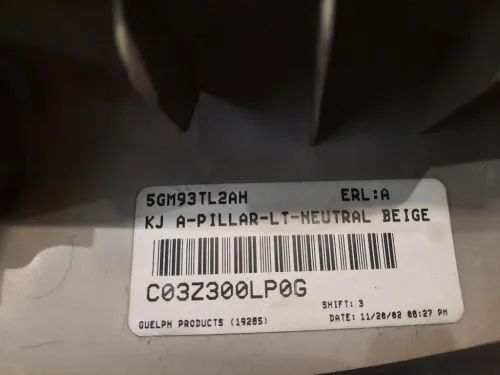 5GM93TL2AH ERL:A
KJ A-PILLAR-LT-NEUTRAL BEIGE
C03Z300LP0G
SHIFT: 3
GUELPH PRODUCTS (19285) DATE: 11/20/02 08:27 PM